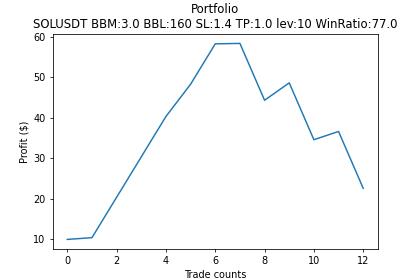 Portfolio
SOLUSDT BBM:3.0 BBL:160 SL:1.4 TP:1.0 lev:10 WinRatio:77.0
60
50
40
30
20
10
Profit ($)
0 2 4 6 8 10 12
Trade counts